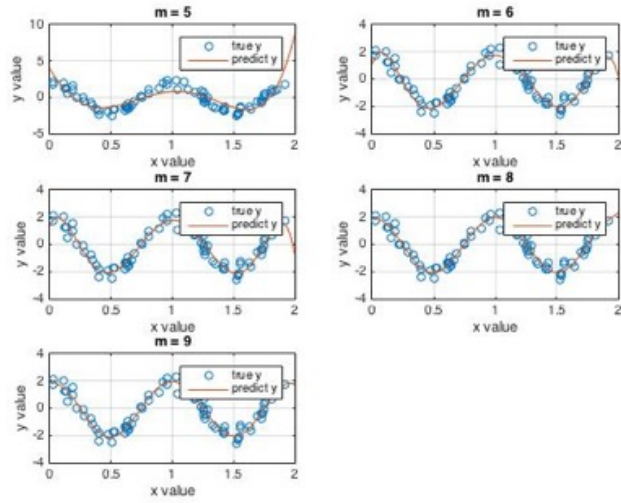 m = 5
10
5
0
-5
y value
true y
predict y
0 0.5 1 1.5 2
x value
m = 6
4
2
0
-2
-4
y value
true y
predict y
0 0.5 1 1.5 2
x value
m = 7
4
2
0
-2
-4
y value
true y
predict y
0 0.5 1 1.5 2
x value
m = 8
4
2
0
-2
-4
y value
true y
predict y
0 0.5 1 1.5 2
x value
m = 9
4
2
0
-2
-4
y value
true y
predict y
0 0.5 1 1.5 2
x value